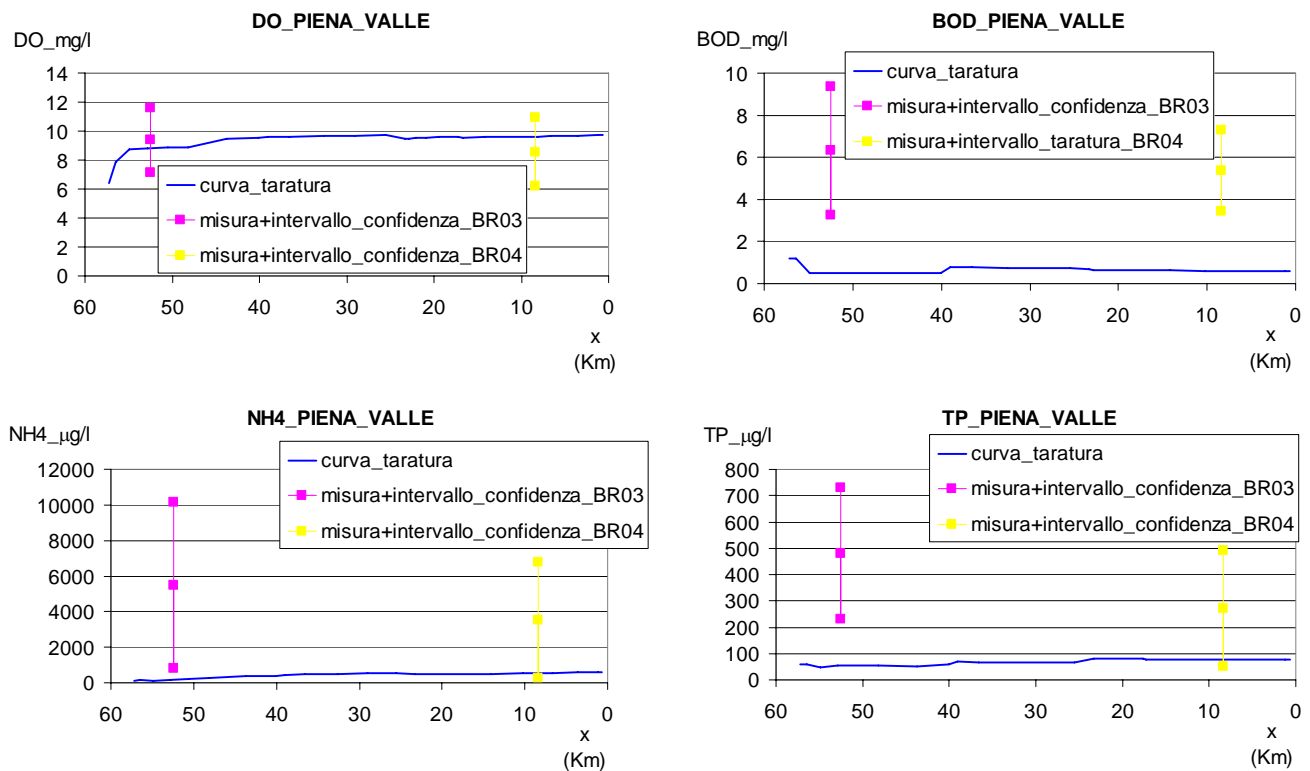 DO_PIENA_VALLE
DO_mg/l
14
12
10
8
6
4
2
0
curva_taratura
misura+intervallo_confidenza_BR03
misura+intervallo_confidenza_BR04
60 50 40 30 20 10 0
x
(Km)
BOD_PIENA_VALLE
BOD_mg/l
10
8
6
4
2
0
curva_taratura
misura+intervallo_confidenza_BR03
misura+intervallo_taratura_BR04
60 50 40 30 20 10 0
x
(Km)
NH4_PIENA_VALLE
NH4_μg/l
12000
10000
8000
6000
4000
2000
0
curva_taratura
misura+intervallo_confidenza_BR03
misura+intervallo_confidenza_BR04
60 50 40 30 20 10 0
x
(Km)
TP_PIENA_VALLE
TP_μg/l
800
700
600
500
400
300
200
100
0
curva_taratura
misura+intervallo_confidenza_BR03
misura+intervallo_confidenza_BR04
60 50 40 30 20 10 0
x
(Km)